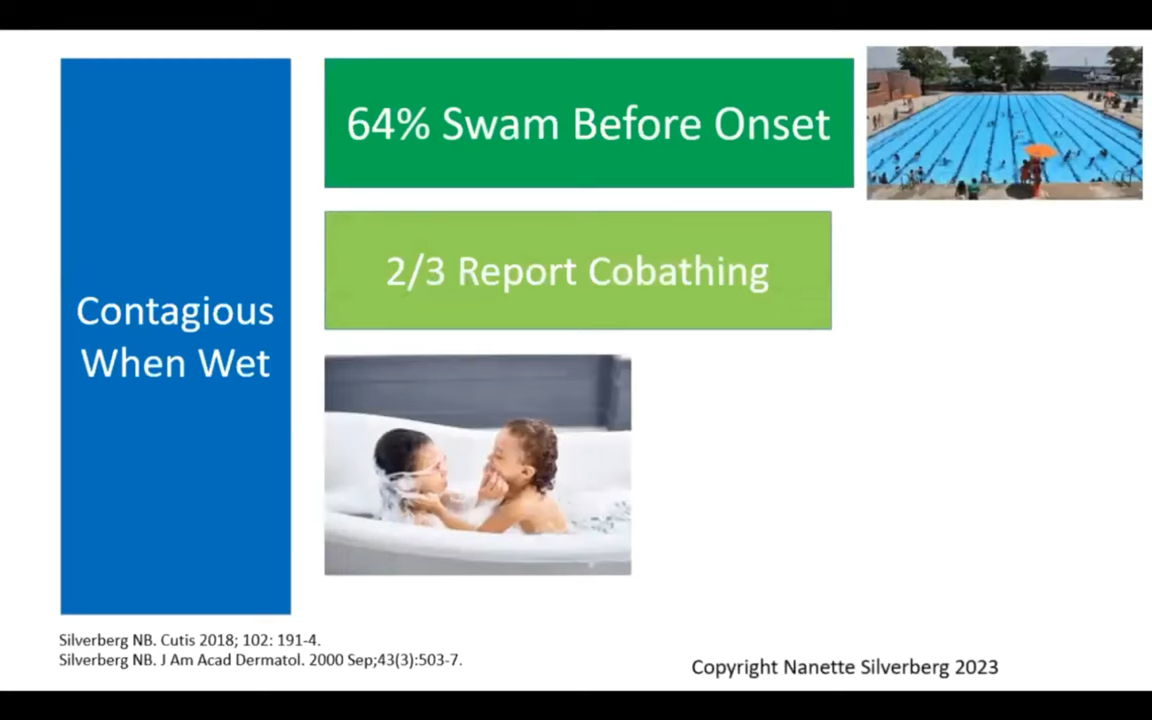 64% Swam Before Onset
2/3 Report Cobathing
Contagious
When Wet
Silverberg NB. Cutis 2018; 102: 191-4.
Silverberg NB. J Am Acad Dermatol. 2000 Sep;43(3):503-7.
Copyright Nanette Silverberg 2023